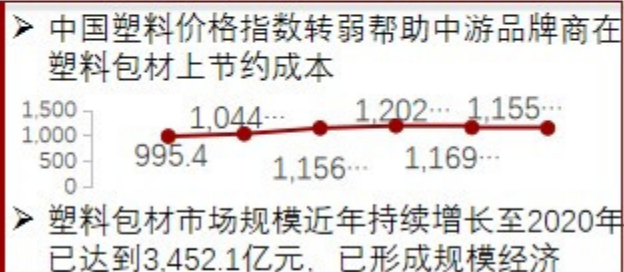 ➢ 中国塑料价格指数转弱帮助中游品牌商在
塑料包材上节约成本
1,500
1,000
500
0
995.4
1,044…
1,156…
1,202…
1,169…
1,155…
➢ 塑料包材市场规模近年持续增长至2020年
已达到3,452.1亿元，已形成规模经济